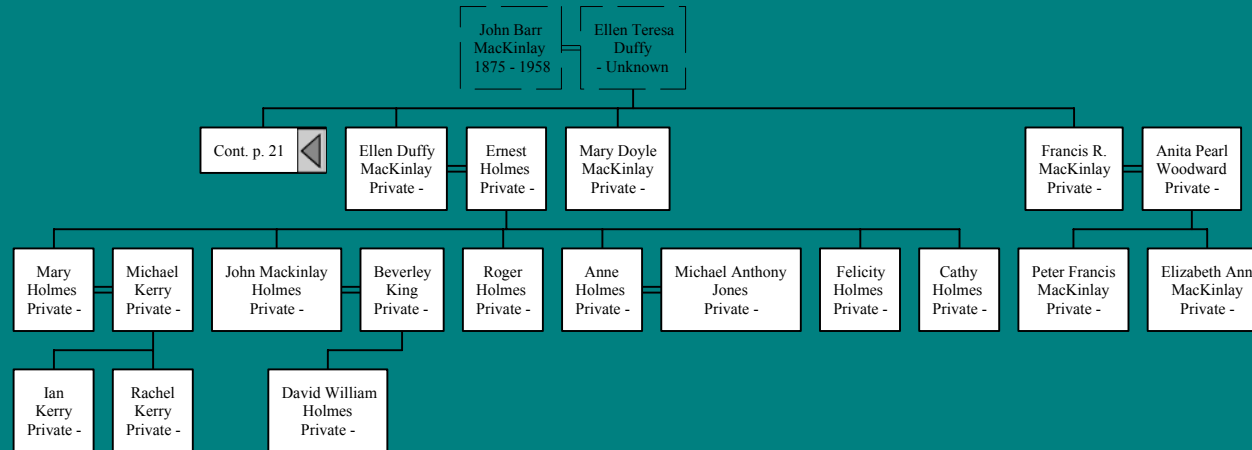 John Barr
MacKinlay
1875 - 1958
Ellen Teresa
Duffy
- Unknown
Cont. p. 21
Ellen Duffy
MacKinlay
Private -
Ernest
Holmes
Private -
Mary Doyle
MacKinlay
Private -
Francis R.
MacKinlay
Private -
Anita Pearl
Woodward
Private -
Mary
Holmes
Private -
Michael
Kerry
Private -
John Mackinlay
Holmes
Private -
Beverley
King
Private -
Roger
Holmes
Private -
Anne
Holmes
Private -
Michael Anthony
Jones
Private -
Felicity
Holmes
Private -
Cathy
Holmes
Private -
Peter Francis
MacKinlay
Private -
Elizabeth Ann
MacKinlay
Private -
Ian
Kerry
Private -
Rachel
Kerry
Private -
David William
Holmes
Private -